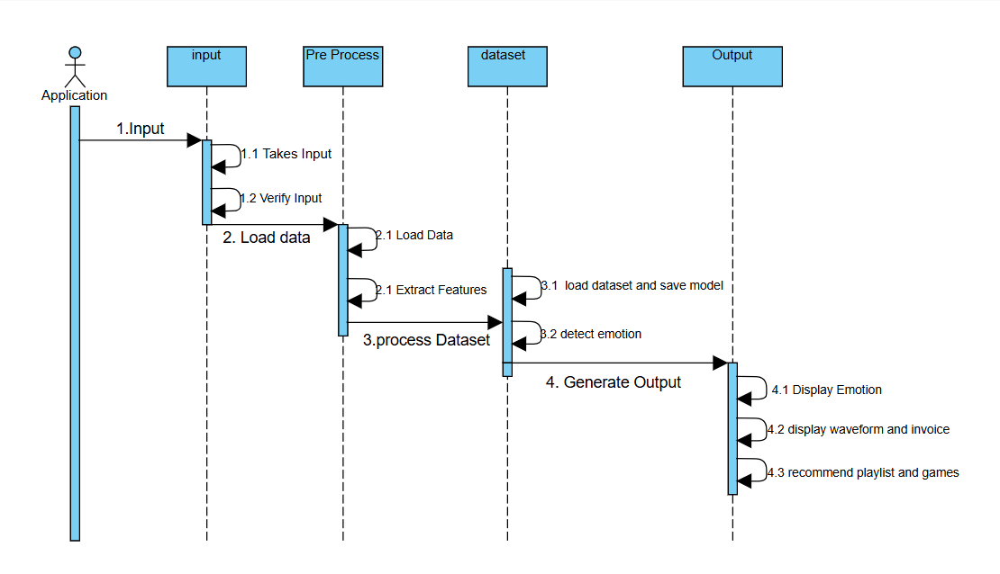 input
Pre Process
dataset
Output
Application
1.Input
1.1 Takes Input
1.2 Verify Input
2. Load data
2.1 Load Data
2.1 Extract Features
3.1 load dataset and save model
3.process Dataset
3.2 detect emotion
4. Generate Output
4.1 Display Emotion
4.2 display waveform and invoice
4.3 recommend playlist and games